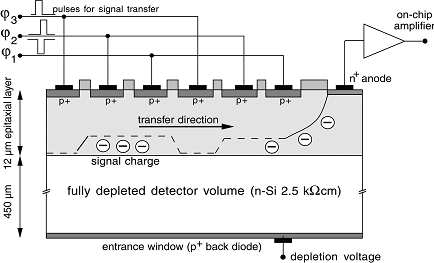 φ3 pulses for signal transfer
φ2
φ1
on-chip
amplifier
n+ anode
p+ p+ p+ p+ p+ p+
transfer direction
signal charge
12 µm epitaxial layer
450 µm
fully depleted detector volume (n-Si 2.5 kΩcm)
entrance window (p+ back diode)
depletion voltage